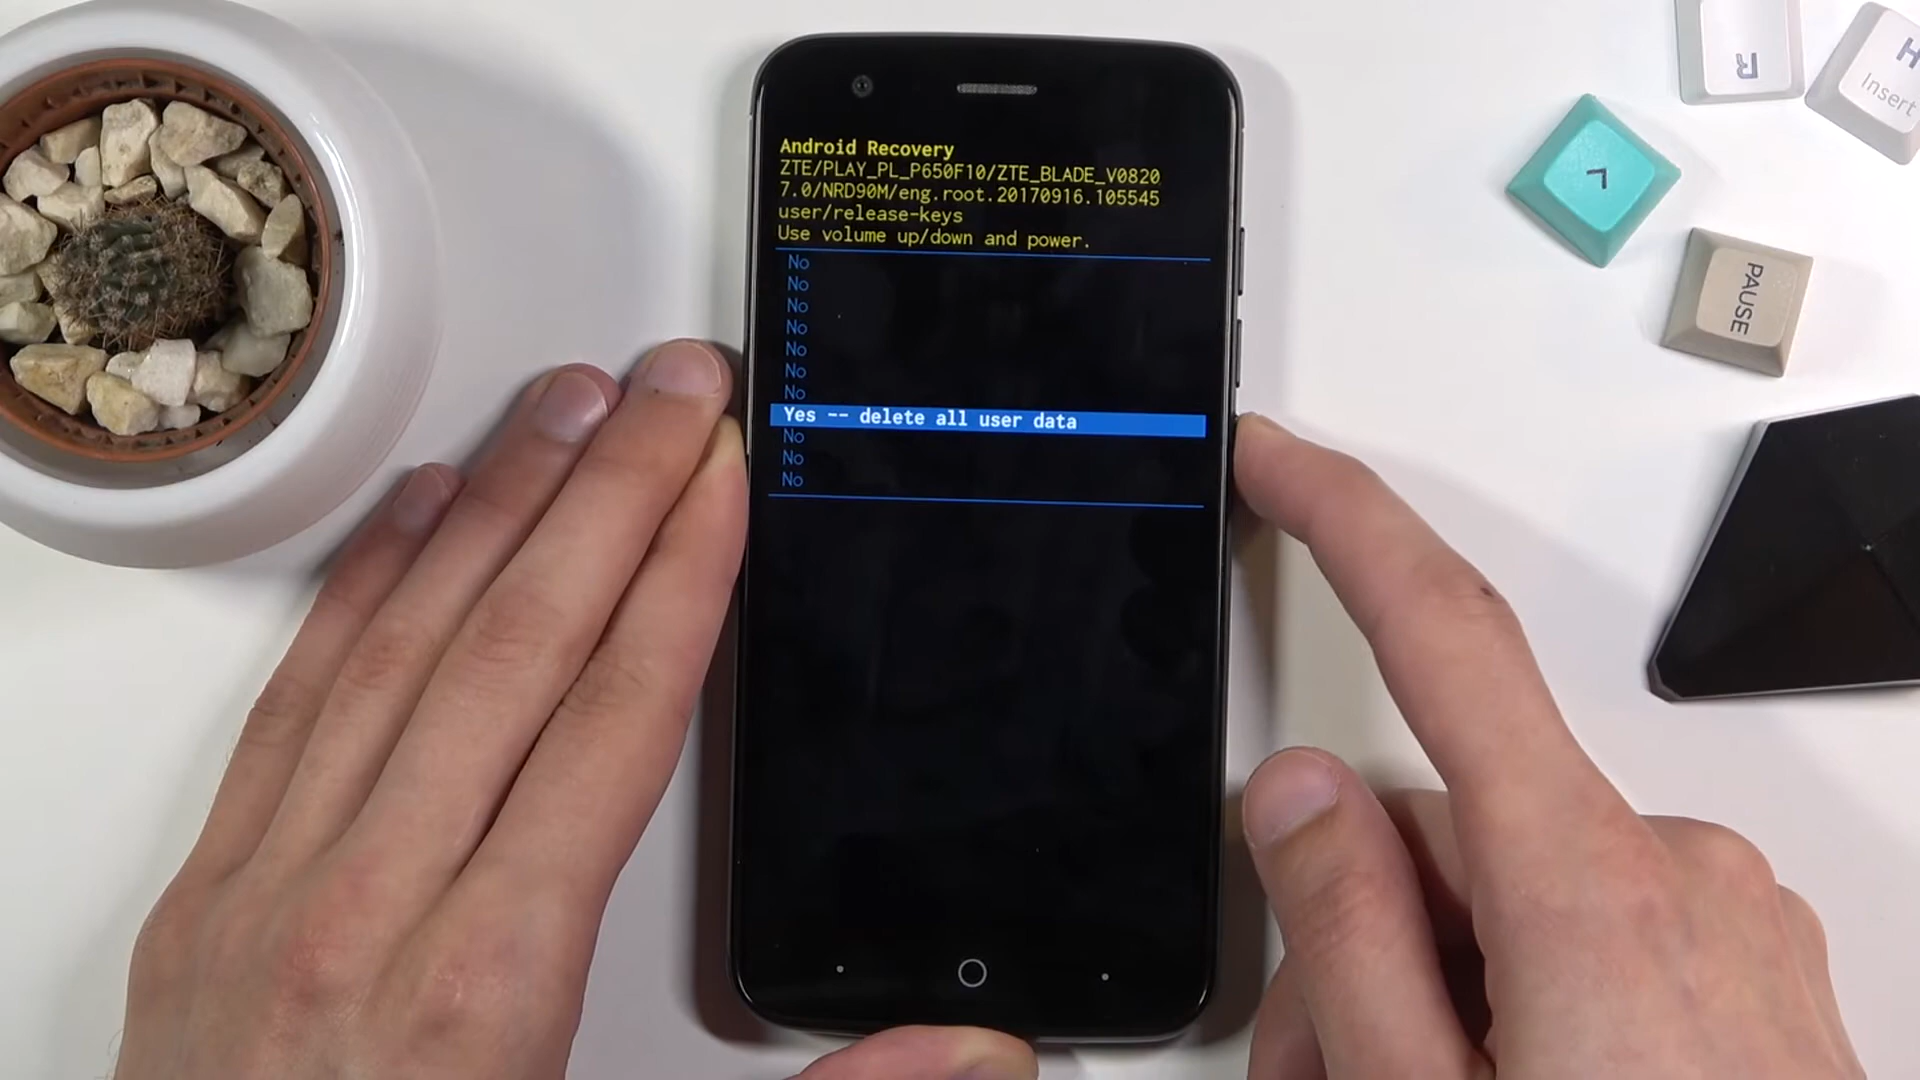 Android Recovery
ZTE/PLAY_PL_P650F10/ZTE_BLADE_V0820
7.0/NRD90M/eng.root.20170916.105545
user/release-keys
Use volume up/down and power.
No
No
No
No
No
No
No
Yes -- delete all user data
No
No
No
R
H
Insert
PAUSE